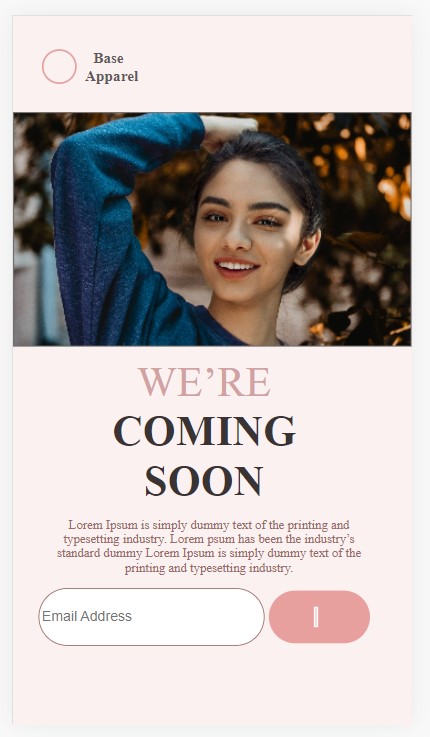 Base
Apparel
WE’RE
COMING
SOON
Lorem Ipsum is simply dummy text of the printing and
typesetting industry. Lorem psum has been the industry’s
standard dummy Lorem Ipsum is simply dummy text of the
printing and typesetting industry.
Email Address